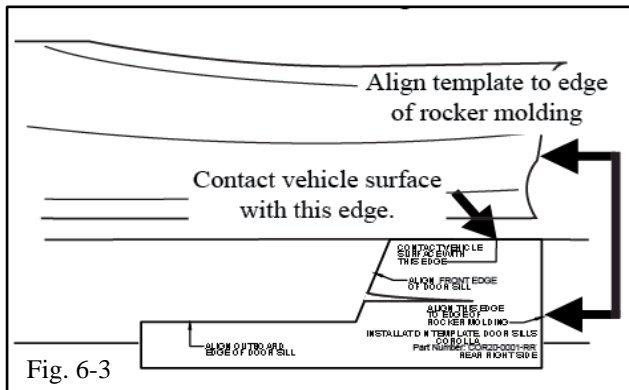 Align template to edge
of rocker molding
Contact vehicle surface
with this edge.
CONTACT VEHICLE
SURFACE WITH
THIS EDGE
ALIGN FRONT EDGE
OF DOOR SILL
ALIGN THIS EDGE
TO EDGE OF
ROCKER MOLDING
INSTALLATION TEMPLATE, DOOR SILLS
COROLLA
Part Number: COR20-0001-RR
REAR RIGHT SIDE
ALIGN OUTBOARD
EDGE OF DOOR SILL
Fig. 6-3